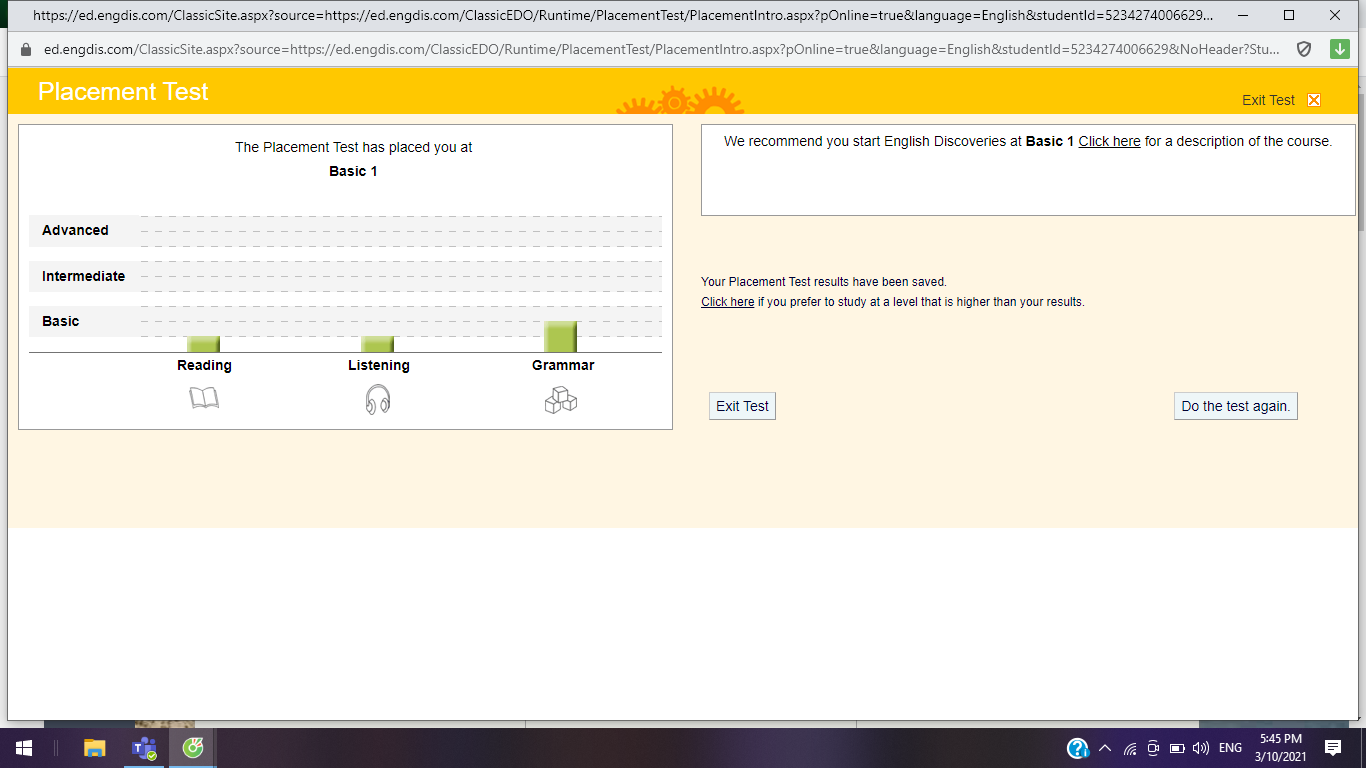 https://ed.engdis.com/ClassicSite.aspx?source=https://ed.engdis.com/ClassicEDO/Runtime/PlacementTest/PlacementIntro.aspx?pOnline=true&language=English&studentId=5234274006629...
ed.engdis.com/ClassicSite.aspx?source=https://ed.engdis.com/ClassicEDO/Runtime/PlacementTest/PlacementIntro.aspx?pOnline=true&language=English&studentId=5234274006629&NoHeader?Stu...
Placement Test
Exit Test
The Placement Test has placed you at
Basic 1
Advanced
Intermediate
Basic
Reading Listening Grammar
We recommend you start English Discoveries at Basic 1 Click here for a description of the course.
Your Placement Test results have been saved.
Click here if you prefer to study at a level that is higher than your results.
Exit Test
Do the test again.
ENG
5:45 PM
3/10/2021